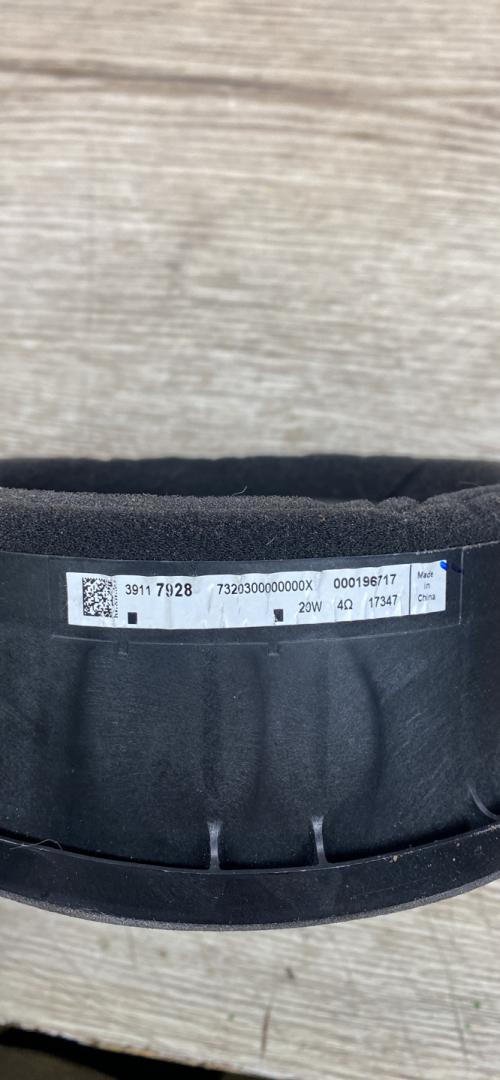 3911 7928 7320300000000X 000196717
20W 4Ω 17347
Made
in
China